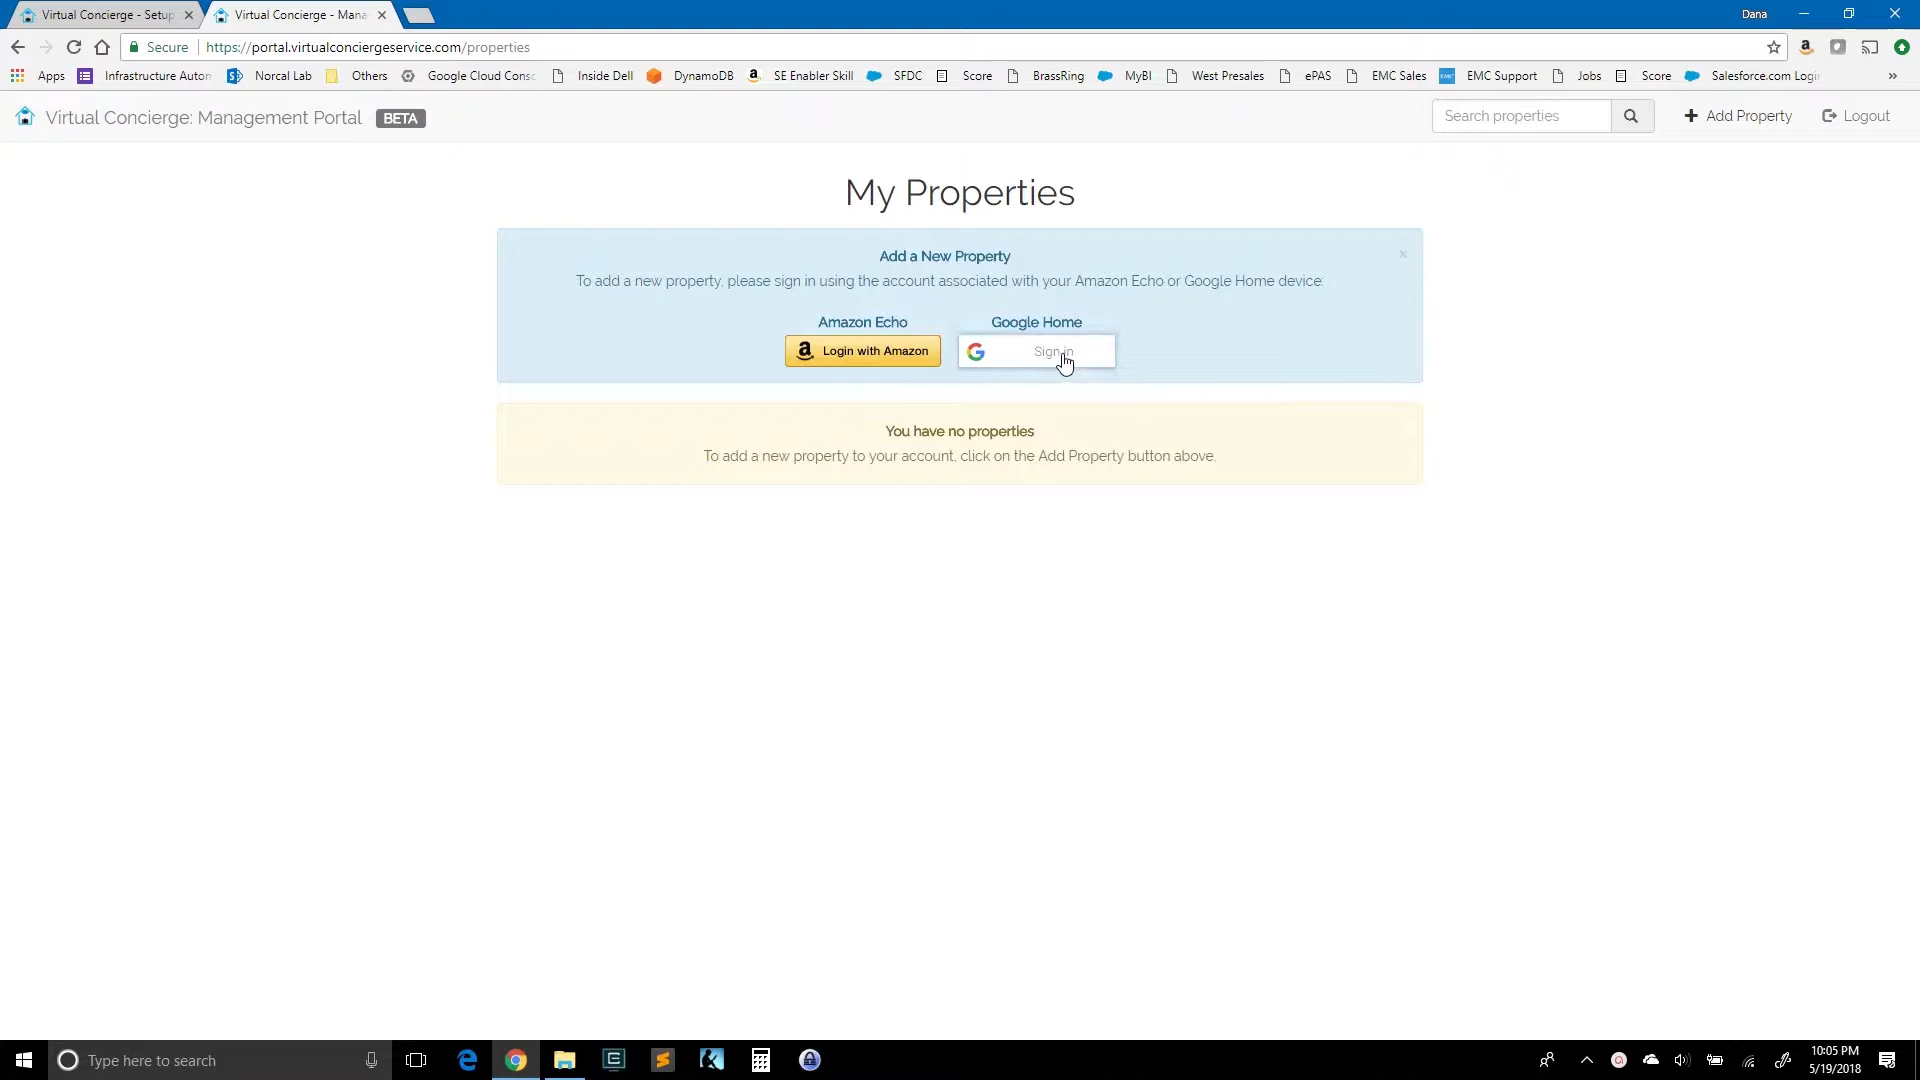 Virtual Concierge - Setup
Virtual Concierge - Mana
Dana
Secure
https://portal.virtualconciergeservice.com/properties
Apps
Infrastructure Autom
Norcal Lab
Others
Google Cloud Conso
Inside Dell
DynamoDB
SE Enabler Skill
SFDC
Score
BrassRing
MyBI
West Presales
ePAS
EMC Sales
EMC Support
Jobs
Score
Salesforce.com Login
»
Virtual Concierge: Management Portal BETA
Search properties
Add Property
Logout
My Properties
Add a New Property
To add a new property, please sign in using the account associated with your Amazon Echo or Google Home device:
Amazon Echo
Google Home
Login with Amazon
Sign in
You have no properties
To add a new property to your account, click on the Add Property button above.
Type here to search
10:05 PM
5/19/2018